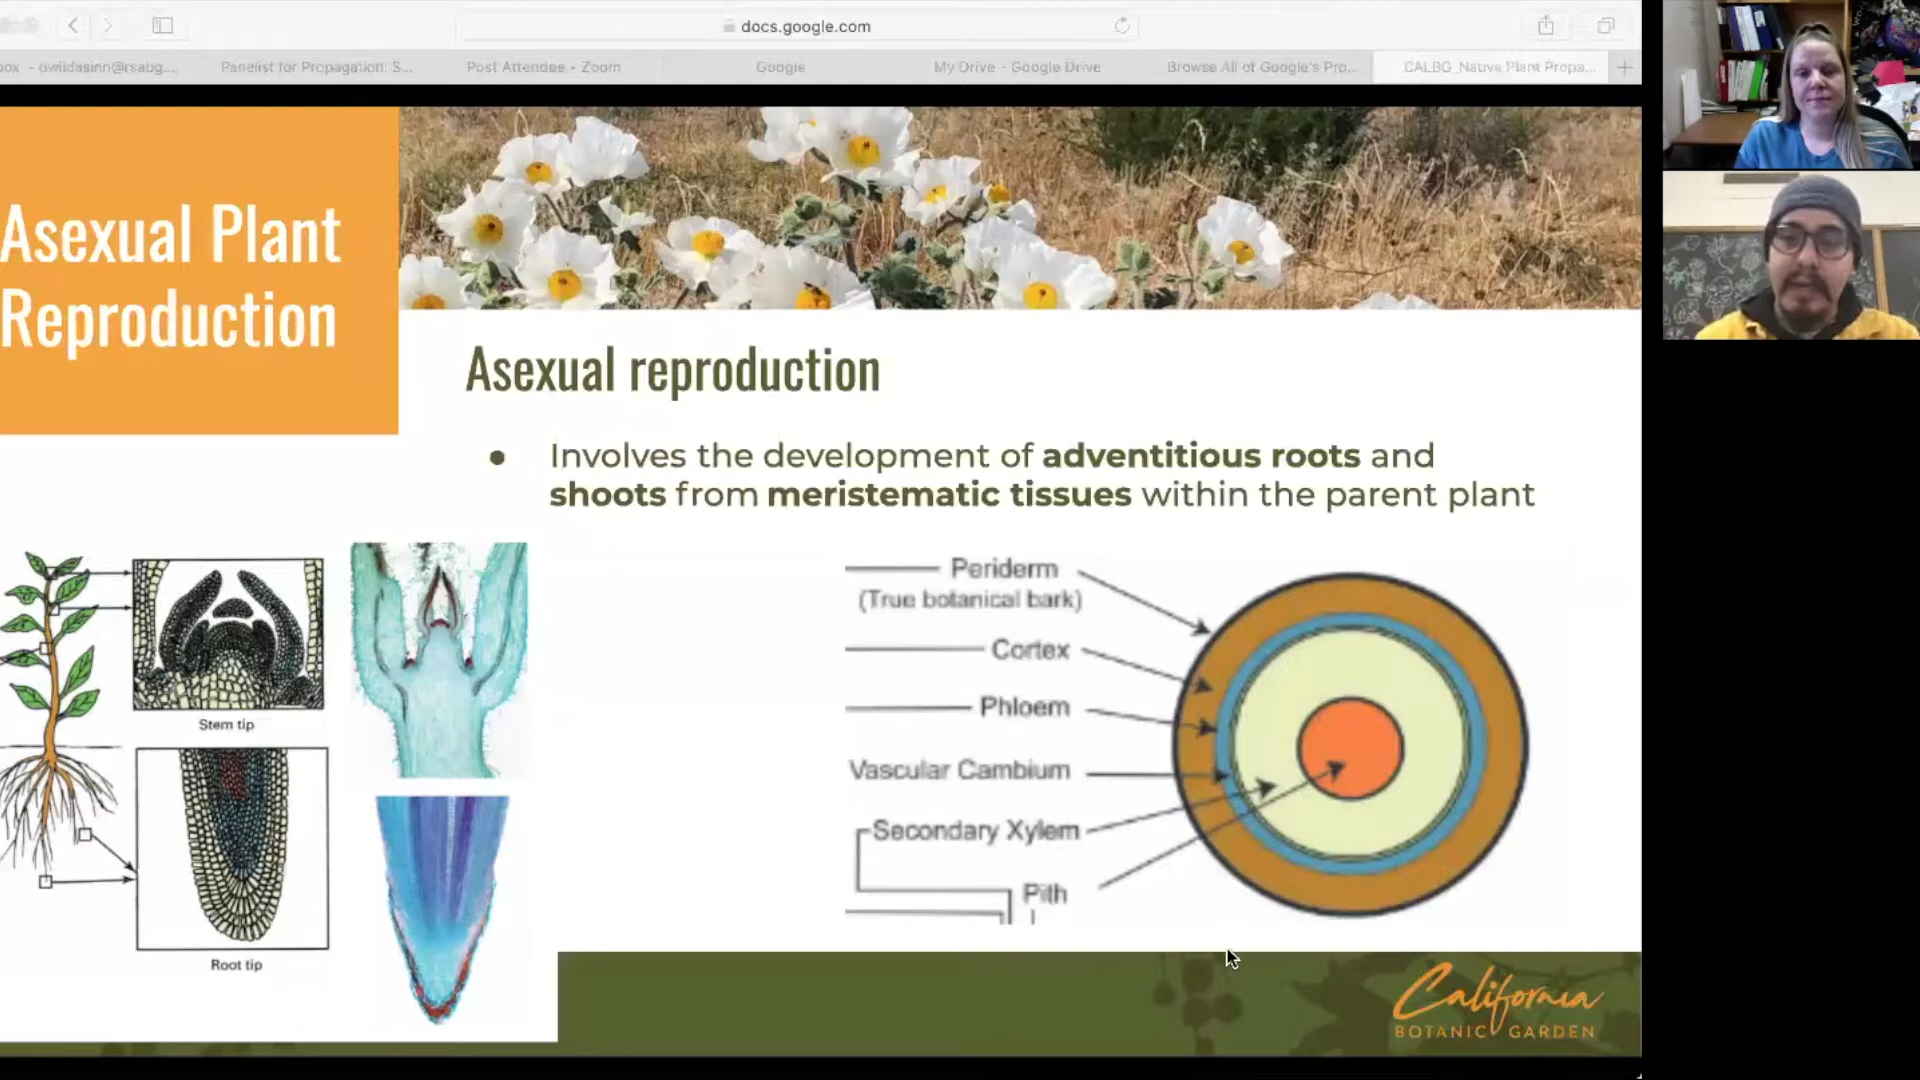 docs.google.com
Panelist for Propagation: S...
Post Attendee - Zoom
Google
My Drive - Google Drive
Browse All of Google's Pro...
CALBG_Native Plant Propa...
Asexual Plant
Reproduction
Asexual reproduction
• Involves the development of adventitious roots and
shoots from meristematic tissues within the parent plant
Stem tip
Root tip
Periderm
(True botanical bark)
Cortex
Phloem
Vascular Cambium
Secondary Xylem
Pith
California
BOTANIC GARDEN